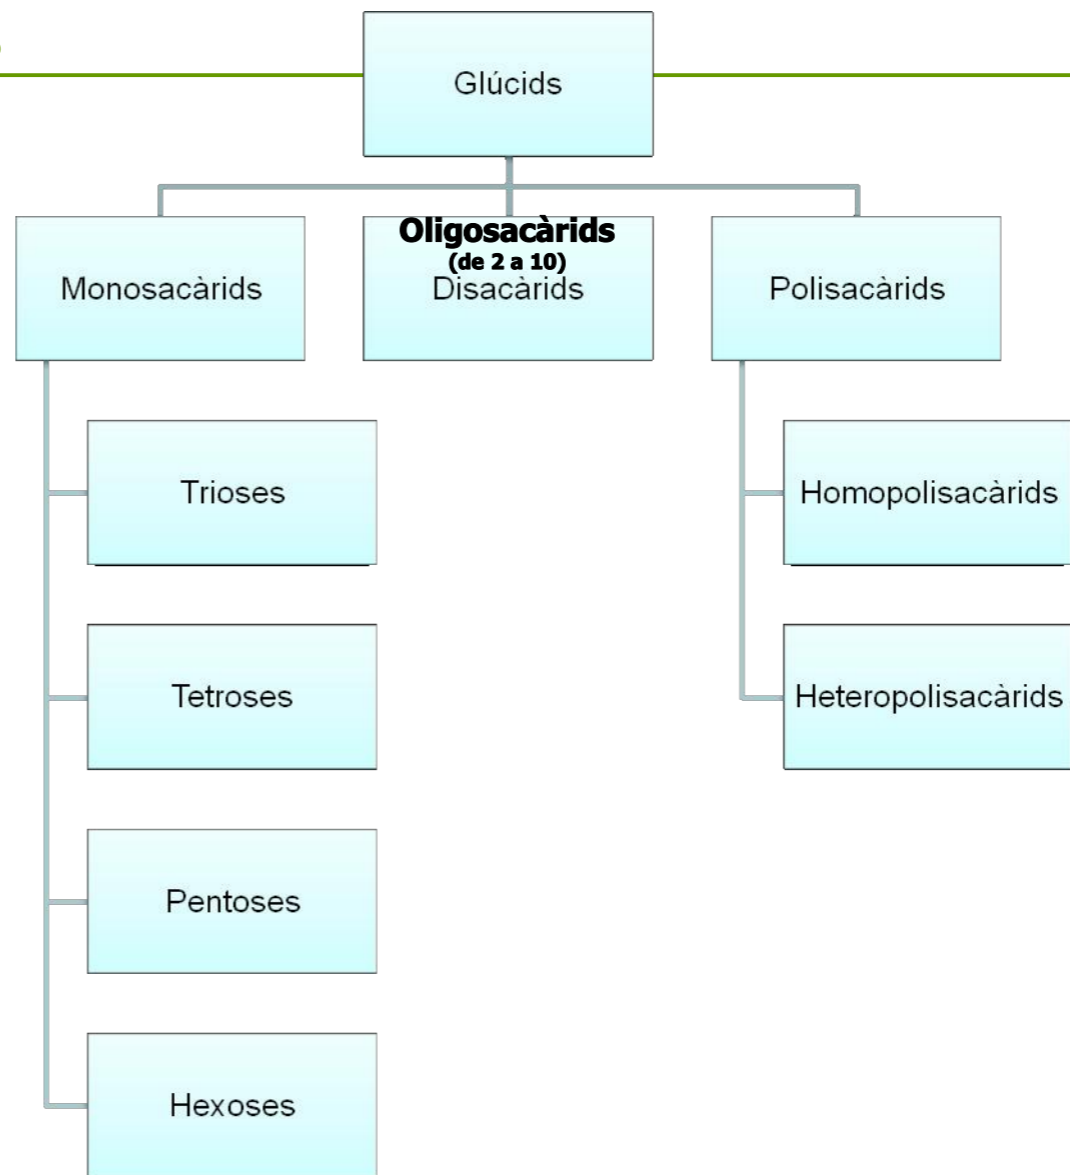 Glúcids
Monosacàrids
Oligosacàrids
(de 2 a 10)
Disacàrids
Polisacàrids
Trioses
Homopolisacàrids
Tetroses
Heteropolisacàrids
Pentoses
Hexoses